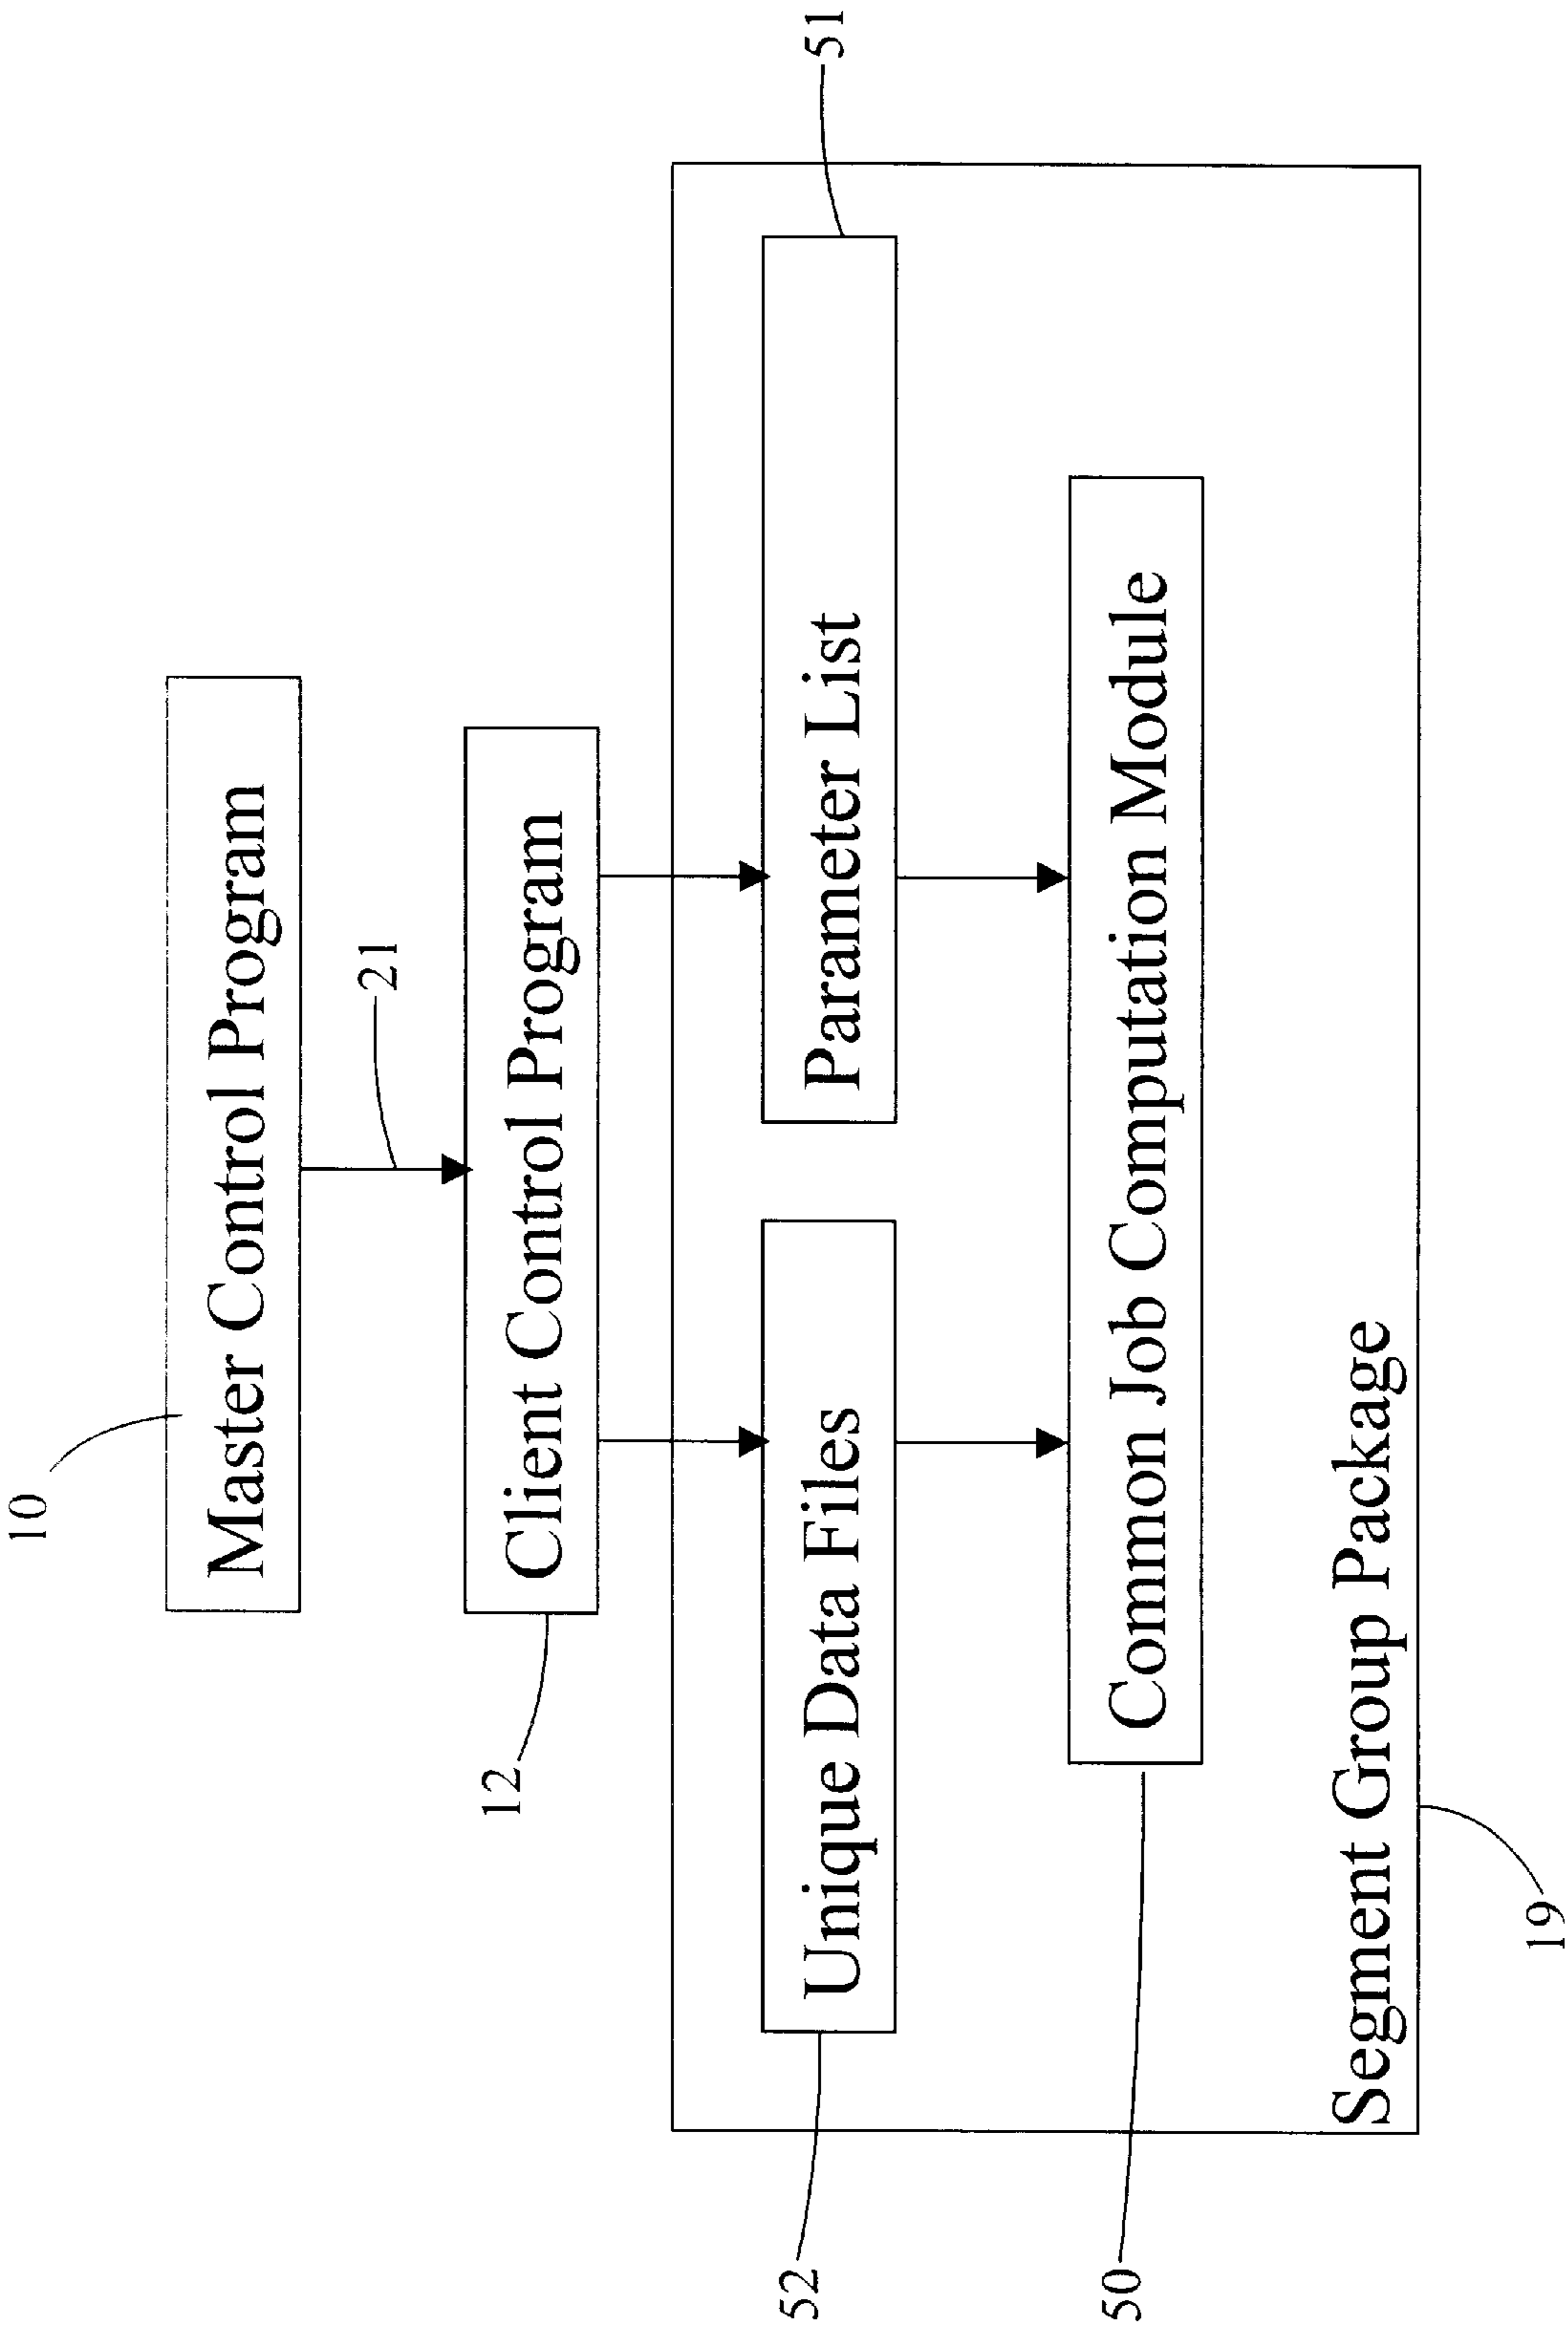 10
Master Control Program
21
12
Client Control Program
52
Unique Data Files
Parameter List
51
50
Common Job Computation Module
Segment Group Package
19